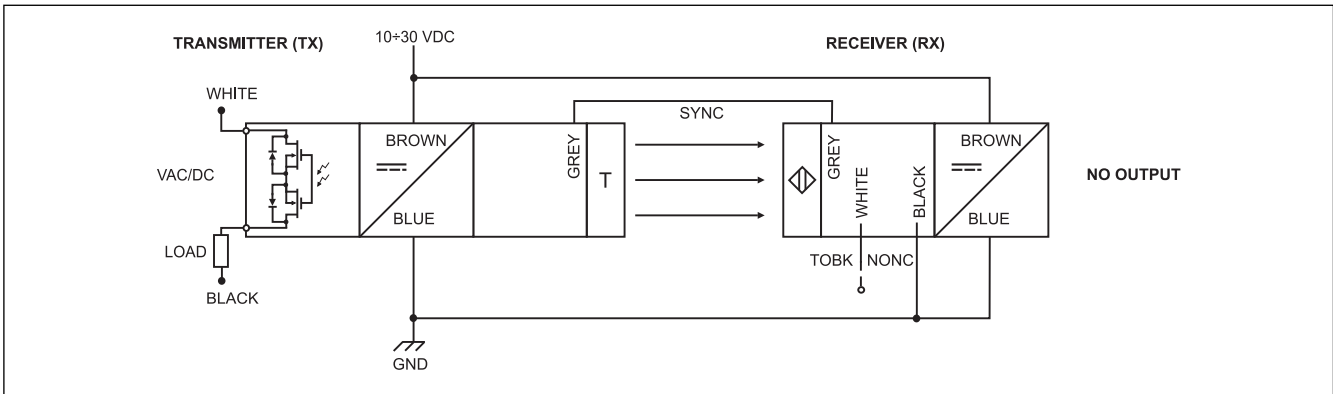 10÷30 VDC
TRANSMITTER (TX)
RECEIVER (RX)
WHITE
SYNC
BROWN
GREY
GREY
WHITE
BLACK
BROWN
VAC/DC
T
NO OUTPUT
BLUE
BLUE
LOAD
TOBK
NONC
BLACK
GND